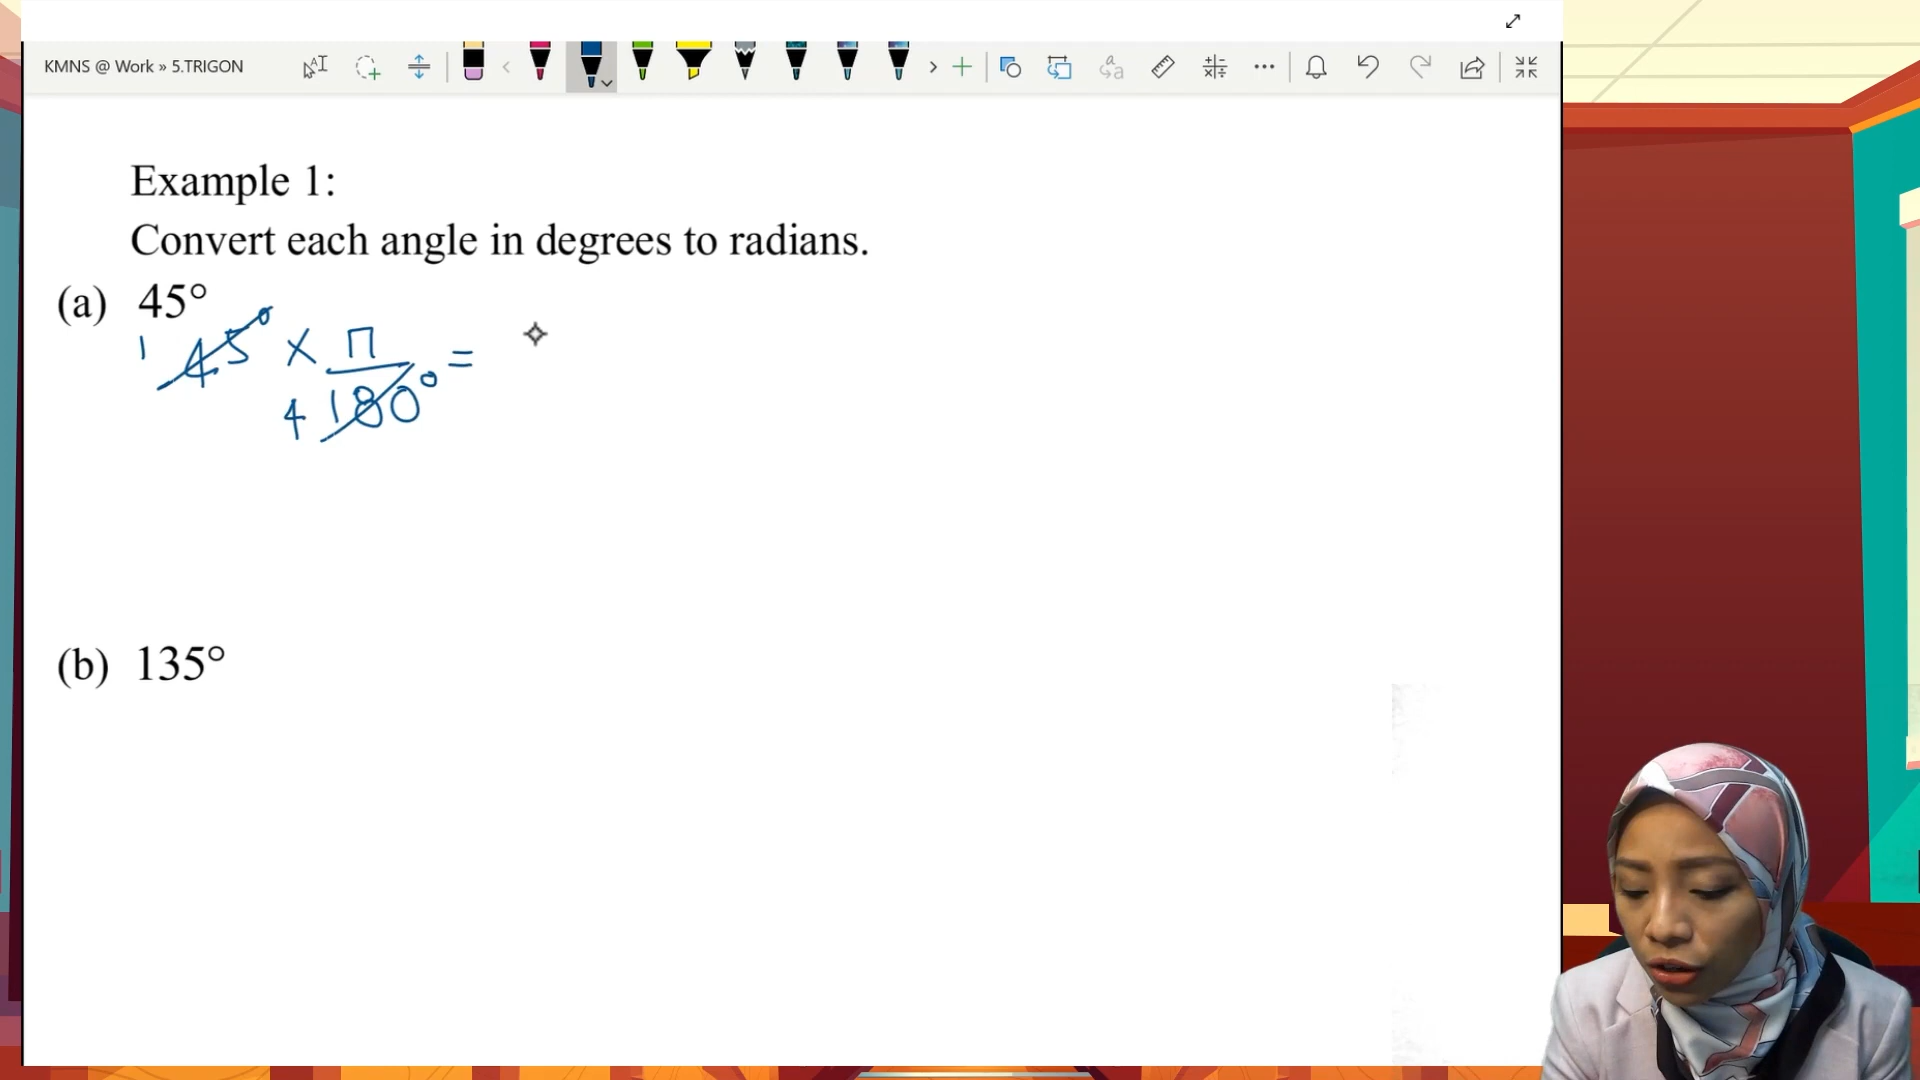 KMNS @ Work » 5.TRIGON
Example 1:
Convert each angle in degrees to radians.
(a) 45°
1 45° × π =
4 180°
(b) 135°